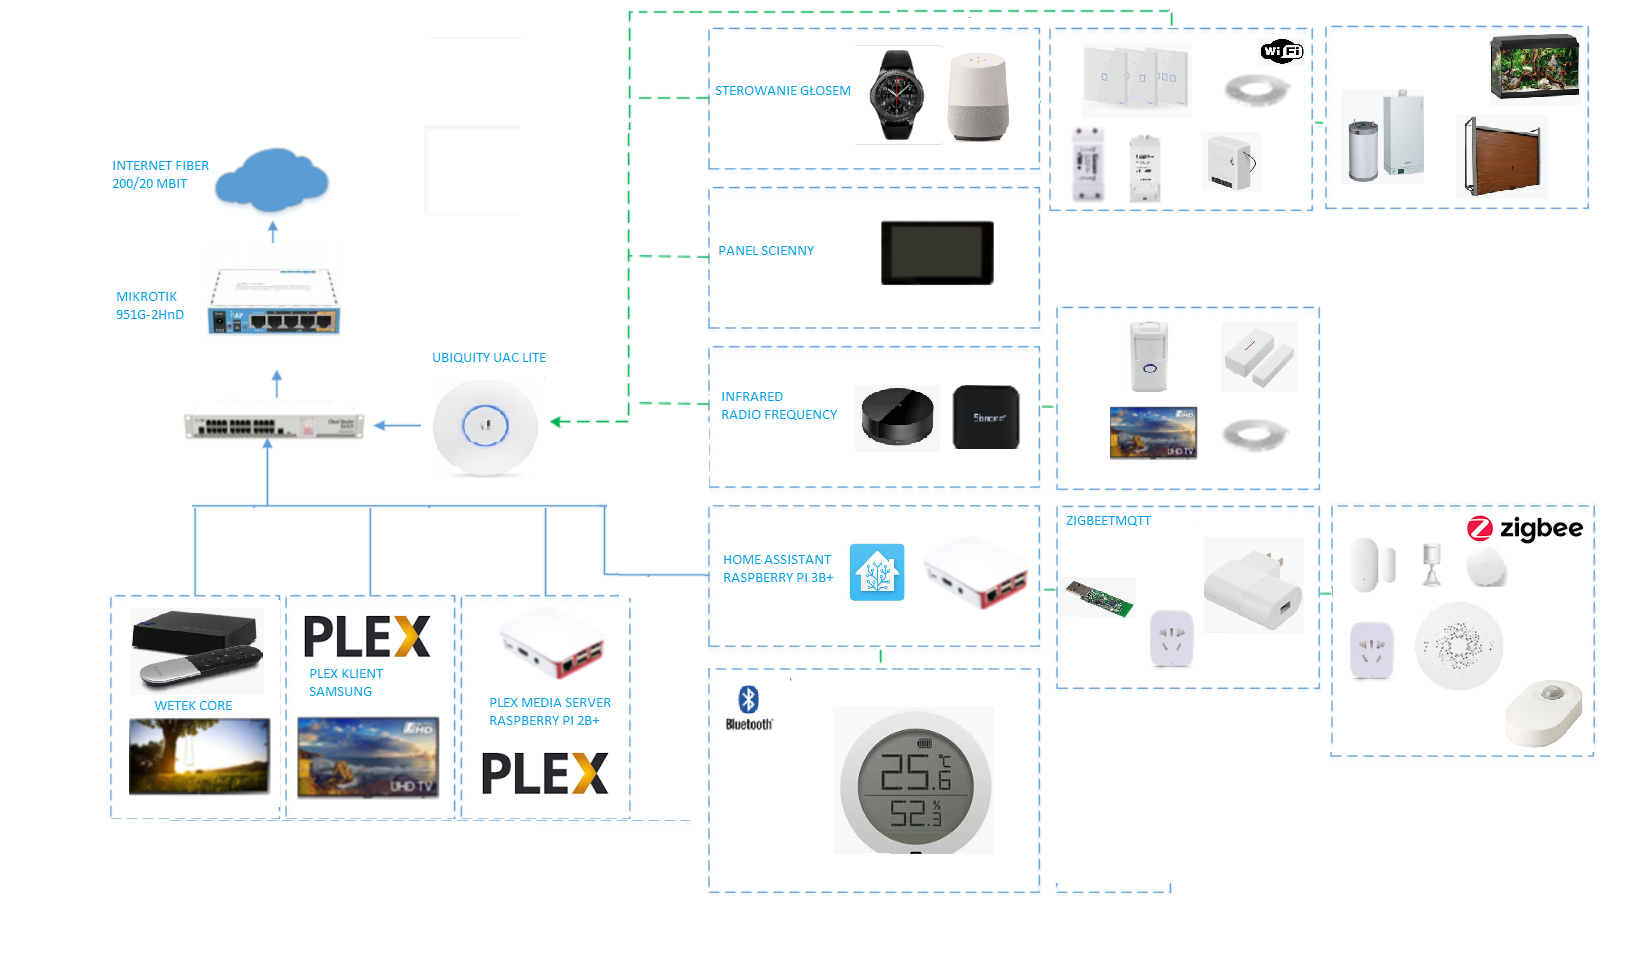 INTERNET FIBER
200/20 MBIT
MIKROTIK
951G-2HnD
UBIQUITY UAC LITE
WETEK CORE
PLEX
PLEX KLIENT
SAMSUNG
UHD TV
PLEX MEDIA SERVER
RASPBERRY PI 2B+
PLEX
STEROWANIE GŁOSEM
PANEL SCIENNY
INFRARED
RADIO FREQUENCY
SONOFF
HOME ASSISTANT
RASPBERRY PI 3B+
Bluetooth
25.6 °C
52.3 %
WiFi
UHD TV
ZIGBEETMQTT
zigbee